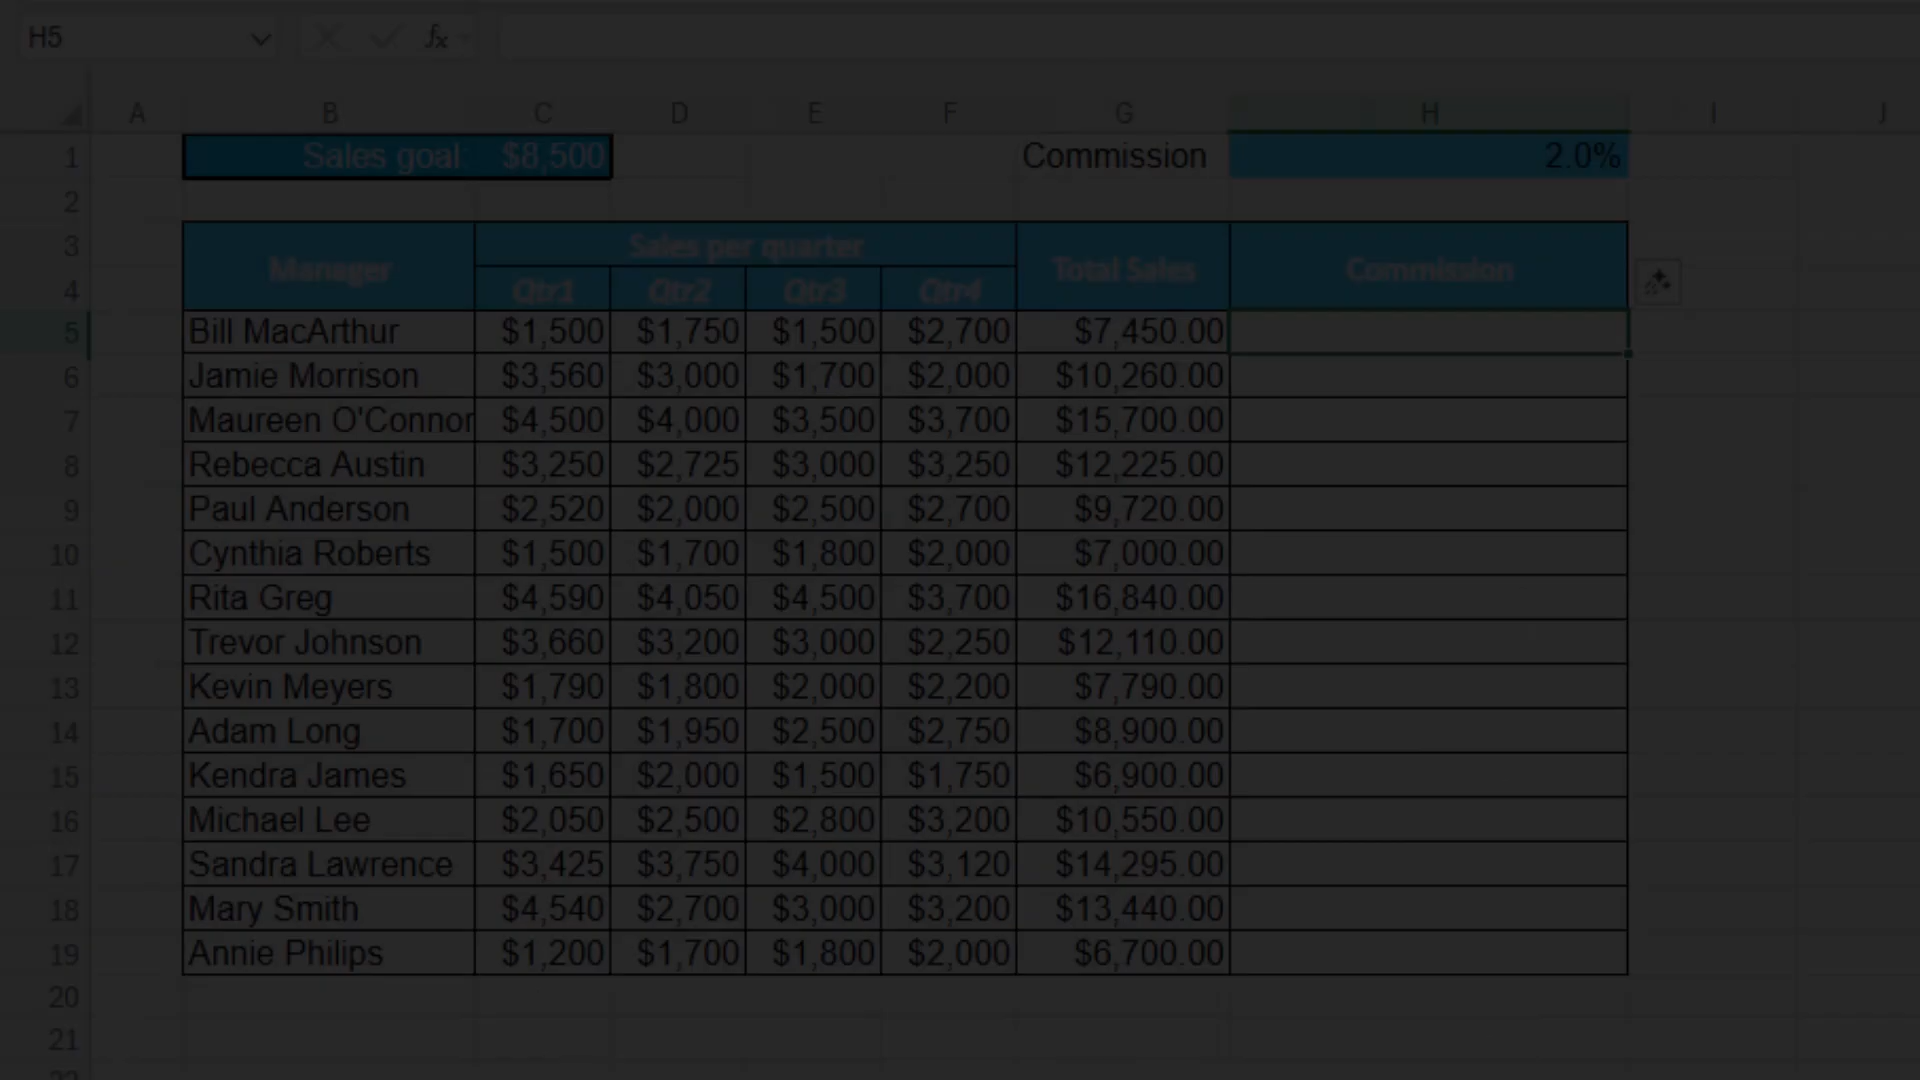 H5 fx
A B C D E F G H I J
1 Sales goal: $8,500 Commission 2.0%
2
3 Manager Sales per quarter Total Sales Commission
4 Qtr1 Qtr2 Qtr3 Qtr4
5 Bill MacArthur $1,500 $1,750 $1,500 $2,700 $7,450.00
6 Jamie Morrison $3,560 $3,000 $1,700 $2,000 $10,260.00
7 Maureen O'Connor $4,500 $4,000 $3,500 $3,700 $15,700.00
8 Rebecca Austin $3,250 $2,725 $3,000 $3,250 $12,225.00
9 Paul Anderson $2,520 $2,000 $2,500 $2,700 $9,720.00
10 Cynthia Roberts $1,500 $1,700 $1,800 $2,000 $7,000.00
11 Rita Greg $4,590 $4,050 $4,500 $3,700 $16,840.00
12 Trevor Johnson $3,660 $3,200 $3,000 $2,250 $12,110.00
13 Kevin Meyers $1,790 $1,800 $2,000 $2,200 $7,790.00
14 Adam Long $1,700 $1,950 $2,500 $2,750 $8,900.00
15 Kendra James $1,650 $2,000 $1,500 $1,750 $6,900.00
16 Michael Lee $2,050 $2,500 $2,800 $3,200 $10,550.00
17 Sandra Lawrence $3,425 $3,750 $4,000 $3,120 $14,295.00
18 Mary Smith $4,540 $2,700 $3,000 $3,200 $13,440.00
19 Annie Philips $1,200 $1,700 $1,800 $2,000 $6,700.00
20
21